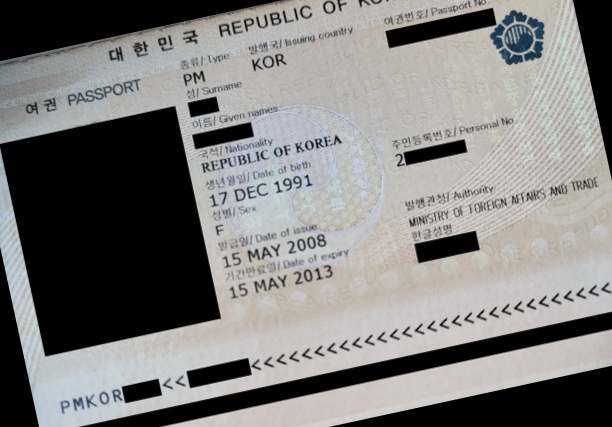 대한민국 REPUBLIC OF
여권 PASSPORT
종류/ Type 발행국/ Issuing country 여권번호/ Passport No.
PM KOR
성/ Surname
이름/ Given names
국적/ Nationality
REPUBLIC OF KOREA
생년월일/ Date of birth 주민등록번호/ Personal No.
17 DEC 1991 2
성별/ Sex 발행관청/ Authority
F MINISTRY OF FOREIGN AFFAIRS AND TRADE
발급일/ Date of issue 한글성명
15 MAY 2008
기간만료일/ Date of expiry
15 MAY 2013
PMKOR <<  <<<<<<<<<<<<<<<<<<<<<<<<<<<<<